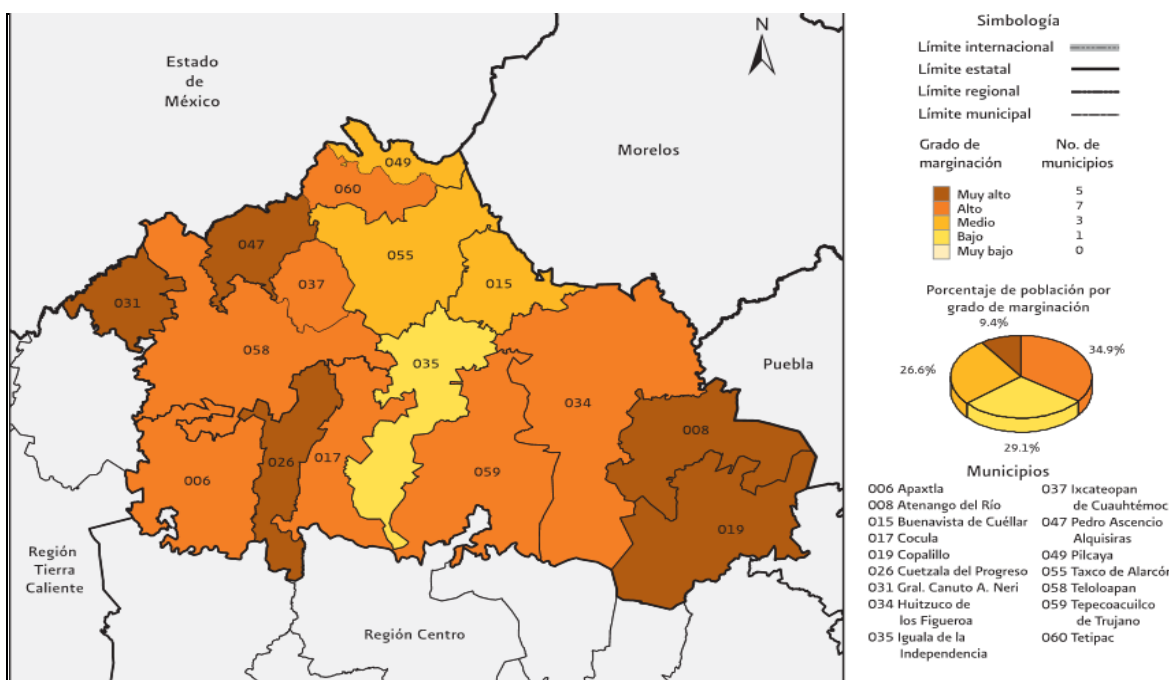 Estado
de
México
N
Morelos
Puebla
Región
Tierra
Caliente
Región Centro
049
060
047
055
037
015
031
058
035
034
008
026
017
059
006
019
Simbología
Límite internacional
Límite estatal
Límite regional
Límite municipal
Grado de marginación No. de municipios
Muy alto 5
Alto 7
Medio 3
Bajo 1
Muy bajo 0
Porcentaje de población por
grado de marginación
9.4%
34.9%
26.6%
29.1%
Municipios
006 Apaxtla
008 Atenango del Río
015 Buenavista de Cuéllar
017 Cocula
019 Copalillo
026 Cuetzala del Progreso
031 Gral. Canuto A. Neri
034 Huitzuco de
los Figueroa
035 Iguala de la
Independencia
037 Ixcateopan
de Cuauhtémoc
047 Pedro Ascencio
Alquisiras
049 Pilcaya
055 Taxco de Alarcón
058 Teloloapan
059 Tepecoacuilco
de Trujano
060 Tetipac